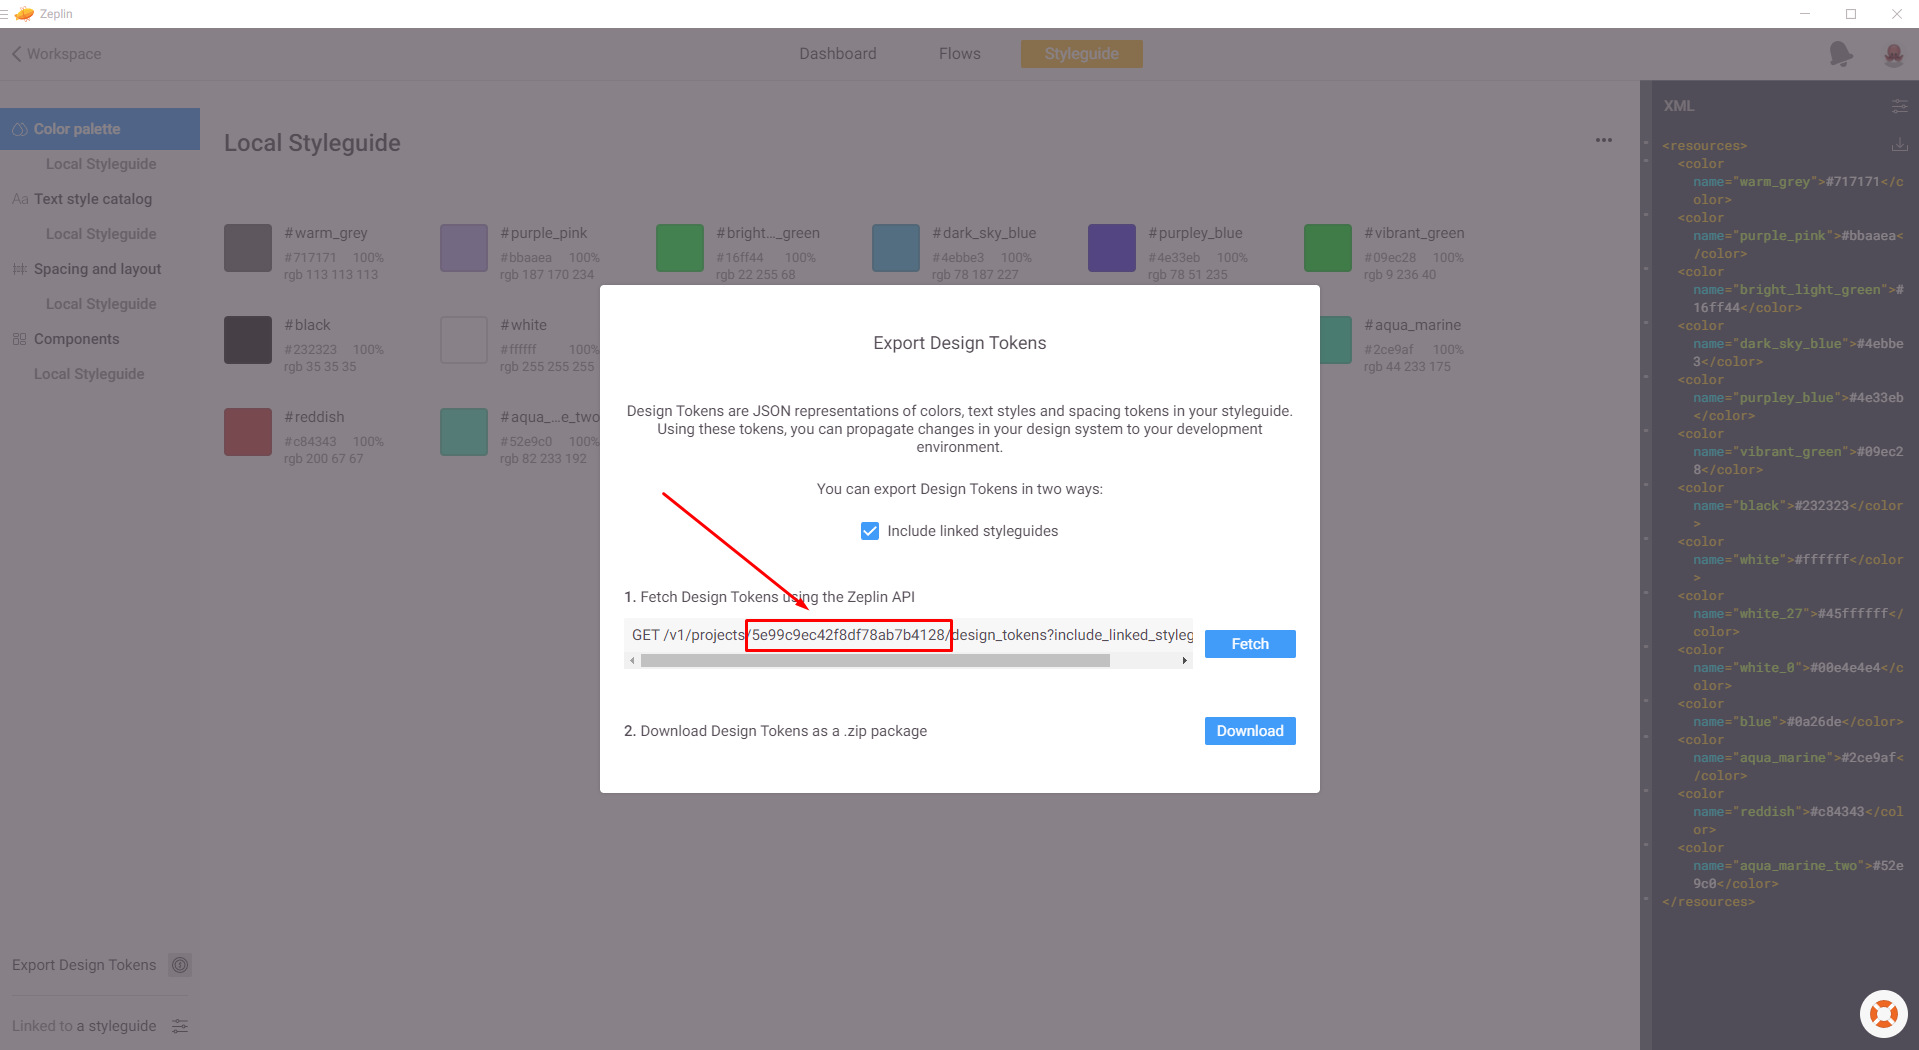 Zeplin
Workspace
Dashboard
Flows
Styleguide
Color palette
Local Styleguide
Aa Text style catalog
Local Styleguide
Spacing and layout
Local Styleguide
Components
Local Styleguide
Export Design Tokens
Linked to a styleguide
Local Styleguide
#warm_grey
#717171 100%
rgb 113 113 113
#purple_pink
#bbaaea 100%
rgb 187 170 234
#bright..._green
#16ff44 100%
rgb 22 255 68
#dark_sky_blue
#4ebbe3 100%
rgb 78 187 227
#purpley_blue
#4e33eb 100%
rgb 78 51 235
#vibrant_green
#09ec28 100%
rgb 9 236 40
#black
#232323 100%
rgb 35 35 35
#white
#ffffff 100%
rgb 255 255 255
#aqua_marine
#2ce9af 100%
rgb 44 233 175
#reddish
#c84343 100%
rgb 200 67 67
#aqua_...e_two
#52e9c0 100%
rgb 82 233 192
Export Design Tokens
Design Tokens are JSON representations of colors, text styles and spacing tokens in your styleguide.
Using these tokens, you can propagate changes in your design system to your development
environment.
You can export Design Tokens in two ways:
Include linked styleguides
1. Fetch Design Tokens using the Zeplin API
GET /v1/projects/5e99c9ec42f8df78ab7b4128/design_tokens?include_linked_styleg
Fetch
2. Download Design Tokens as a .zip package
Download
XML
<resources>
<color
name="warm_grey">#717171</c
olor>
<color
name="purple_pink">#bbaaea<
/color>
<color
name="bright_light_green">#
16ff44</color>
<color
name="dark_sky_blue">#4ebbe
3</color>
<color
name="purpley_blue">#4e33eb
</color>
<color
name="vibrant_green">#09ec2
8</color>
<color
name="black">#232323</color
>
<color
name="white">#ffffff</color
>
<color
name="white_27">#45ffffff</
color>
<color
name="white_0">#00e4e4e4</c
olor>
<color
name="blue">#0a26de</color>
<color
name="aqua_marine">#2ce9af<
/color>
<color
name="reddish">#c84343</col
or>
<color
name="aqua_marine_two">#52e
9c0</color>
</resources>